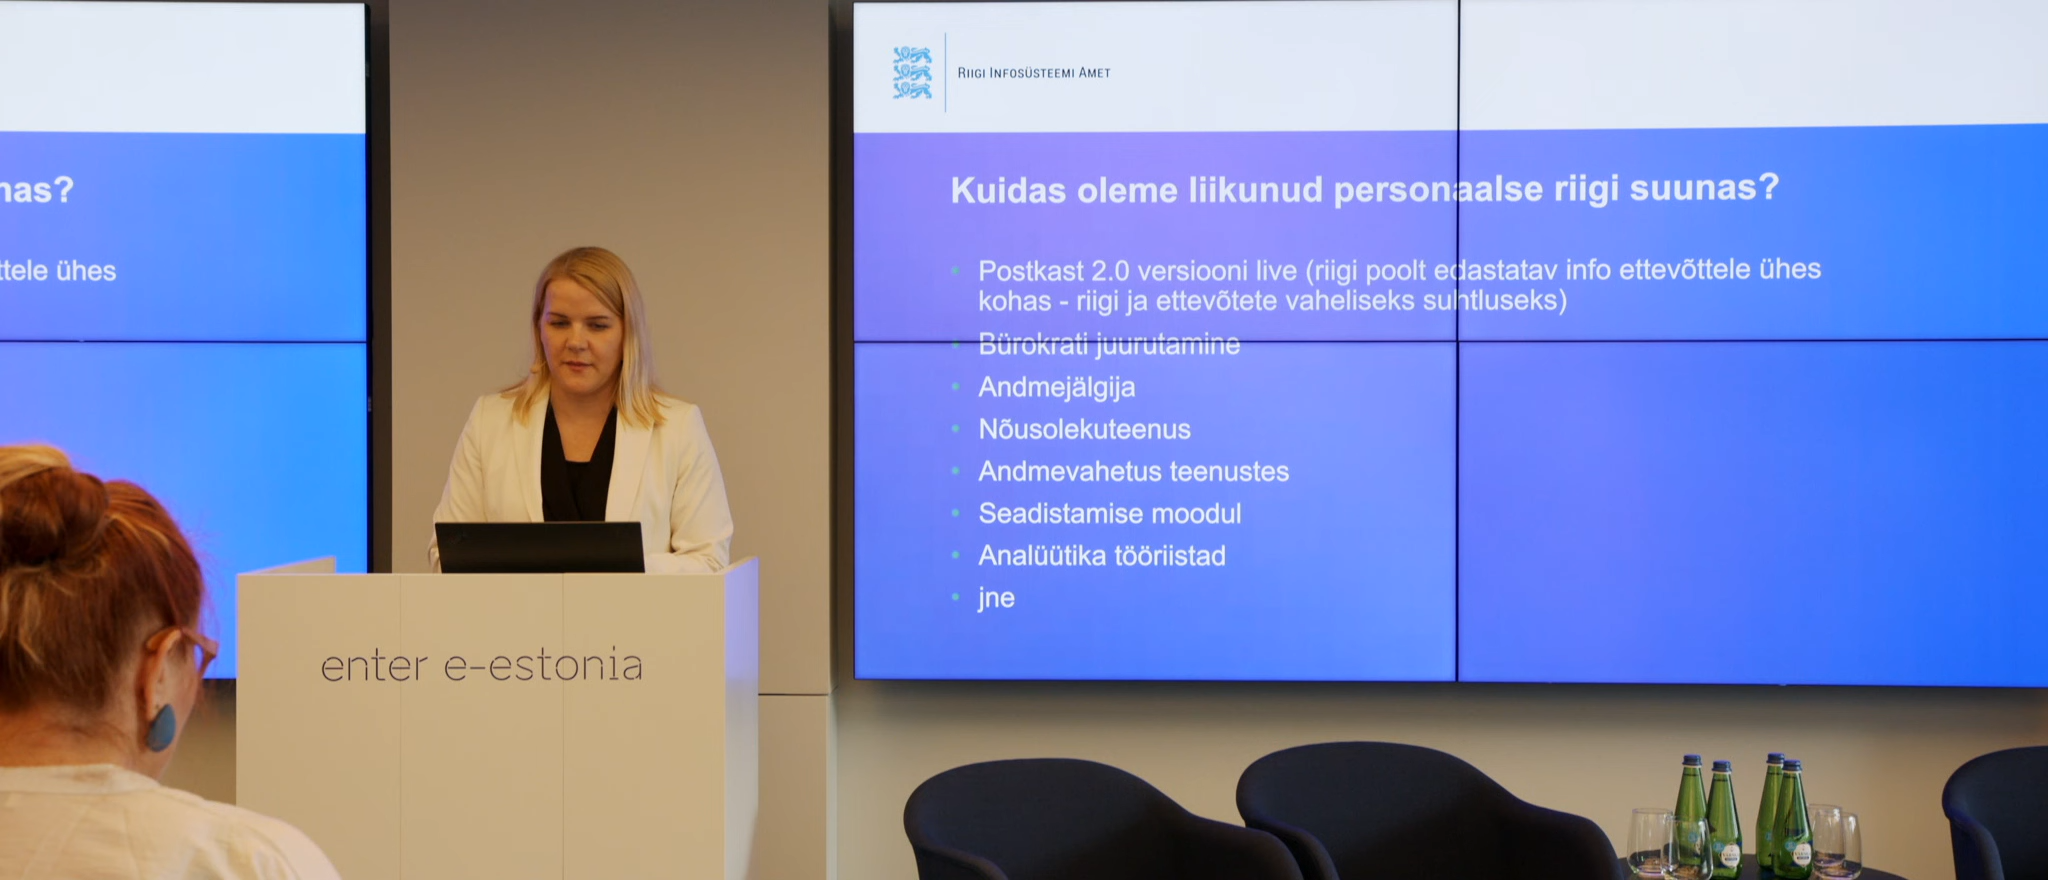 nas?
ttele ühes
enter e-estonia
RIIGI INFOSÜSTEEMI AMET
Kuidas oleme liikunud personaalse riigi suunas?
Postkast 2.0 versiooni live (riigi poolt edastatav info ettevõttele ühes
kohas - riigi ja ettevõtete vaheliseks suhtluseks)
Bürokrati juurutamine
Andmejälgija
Nõusolekuteenus
Andmevahetus teenustes
Seadistamise moodul
Analüütika tööriistad
jne